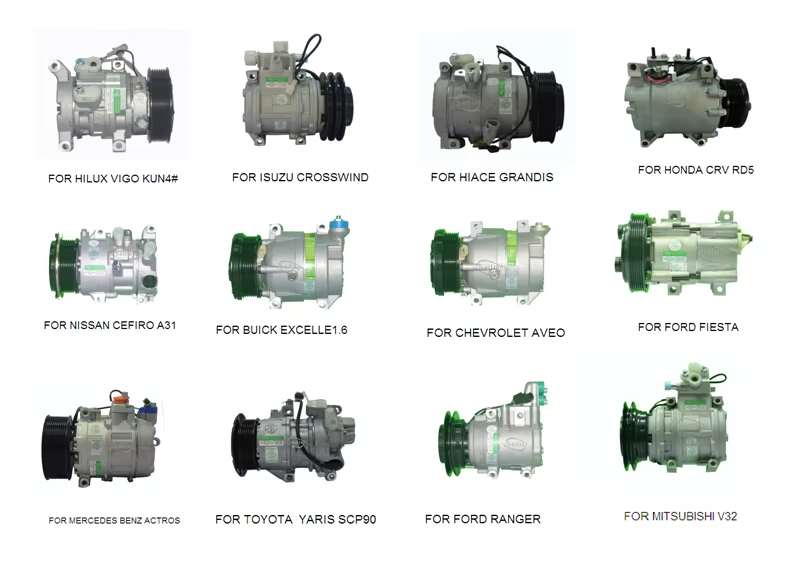 FOR HILUX VIGO KUN4#
FOR ISUZU CROSSWIND
FOR HIACE GRANDIS
FOR HONDA CRV RD5
FOR NISSAN CEFIRO A31
FOR BUICK EXCELLE1.6
FOR CHEVROLET AVEO
FOR FORD FIESTA
FOR MERCEDES BENZ ACTROS
FOR TOYOTA YARIS SCP90
FOR FORD RANGER
FOR MITSUBISHI V32